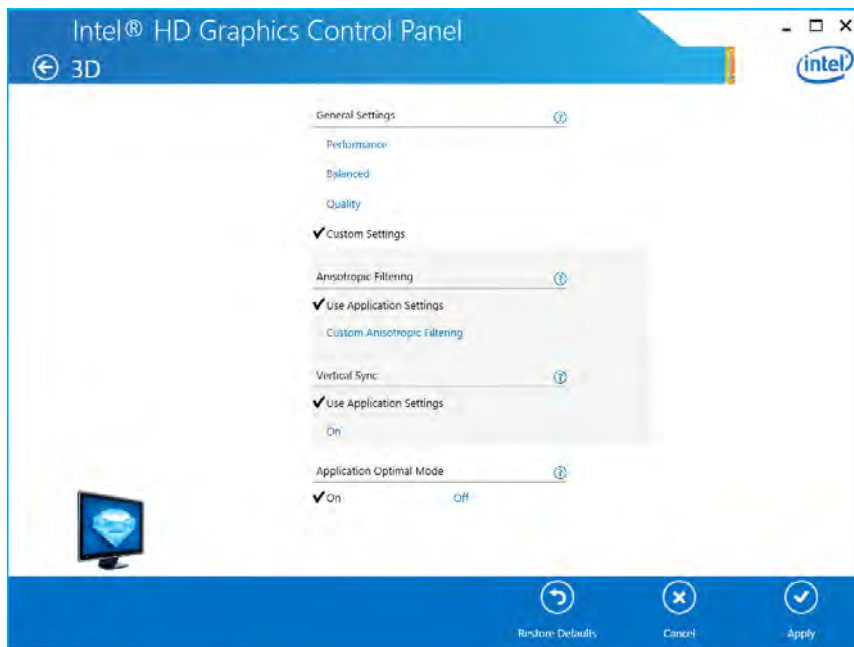 Intel® HD Graphics Control Panel
3D
intel
General Settings
Performance
Balanced
Quality
Custom Settings
Anisotropic Filtering
Use Application Settings
Custom Anisotropic Filtering
Vertical Sync
Use Application Settings
On
Application Optimal Mode
On Off
Restore Defaults Cancel Apply